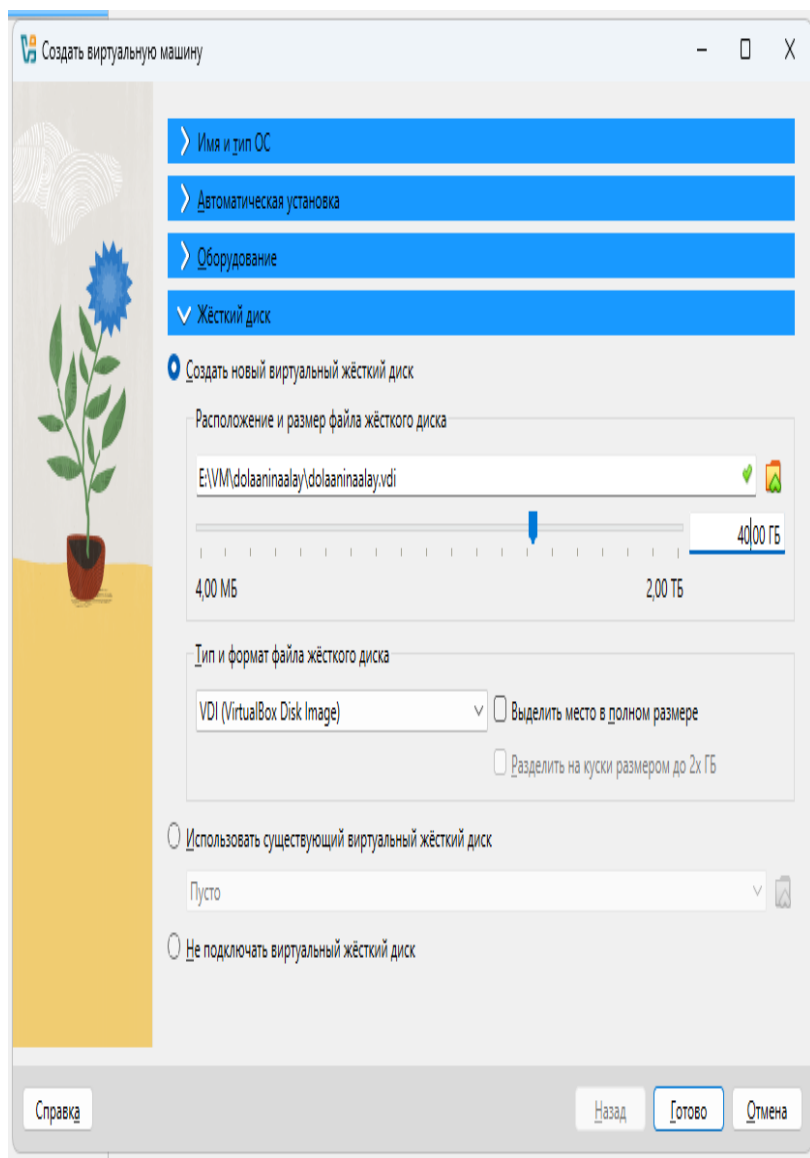 Создать виртуальную машину
Имя и тип ОС
Автоматическая установка
Оборудование
Жёсткий диск
Создать новый виртуальный жёсткий диск
Расположение и размер файла жёсткого диска
E:\VM\dolaaninaalay\dolaaninaalay.vdi
40,00 ГБ
4,00 МБ 2,00 ТБ
Тип и формат файла жёсткого диска
VDI (VirtualBox Disk Image) Выделить место в полном размере
Разделить на куски размером до 2х ГБ
Использовать существующий виртуальный жёсткий диск
Пусто
Не подключать виртуальный жёсткий диск
Справка Назад Готово Отмена